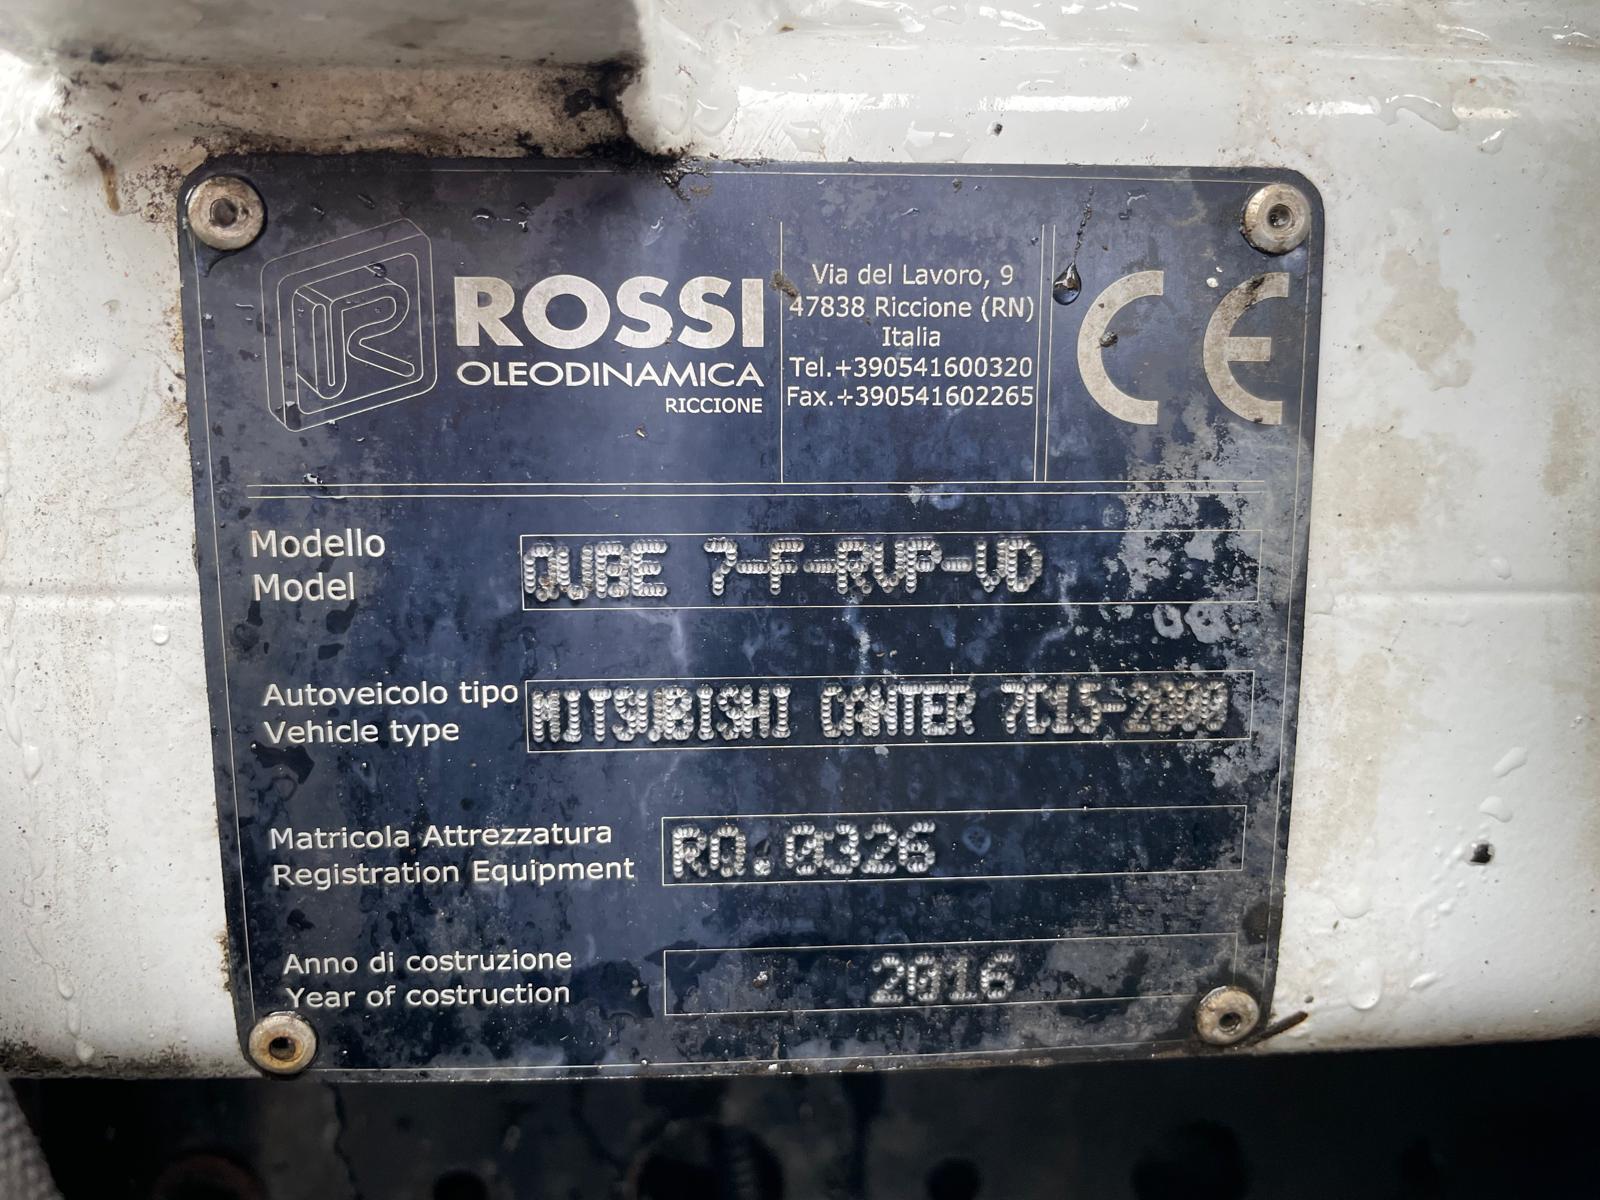 ROSSI
OLEODINAMICA
RICCIONE
Via del Lavoro, 9
47838 Riccione (RN)
Italia
Tel.+390541600320
Fax.+390541602265
CE
Modello
Model
QUBE 7-F-RVP-VD
Autoveicolo tipo
Vehicle type
MITSUBISHI CANTER 7C15-2800
Matricola Attrezzatura
Registration Equipment
RQ.0326
Anno di costruzione
Year of costruction
2016